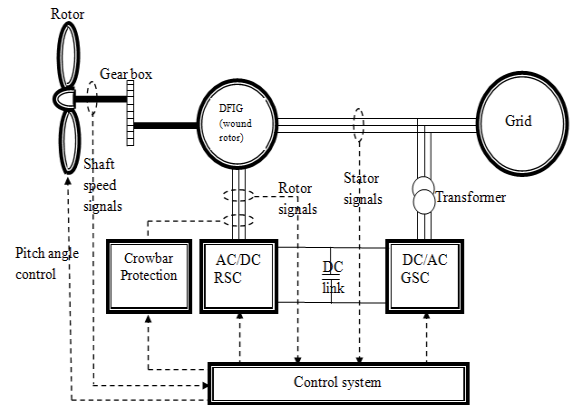 Rotor
Gear box
DFIG
(wound
rotor)
Grid
Shaft
speed
signals
Rotor
signals
Stator
signals
Transformer
Pitch angle
control
Crowbar
Protection
AC/DC
RSC
DC
link
DC/AC
GSC
Control system